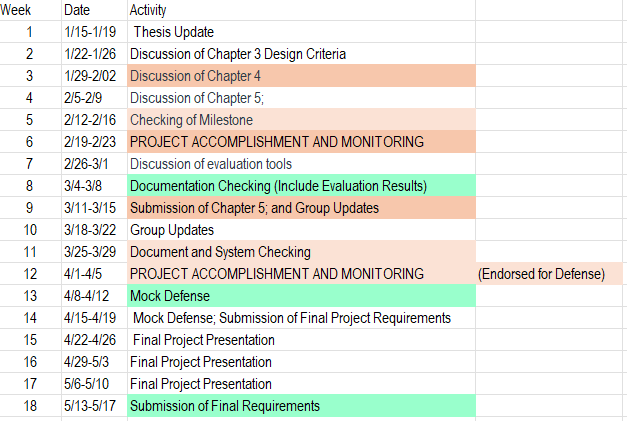 Week Date Activity
1 1/15-1/19 Thesis Update
2 1/22-1/26 Discussion of Chapter 3 Design Criteria
3 1/29-2/02 Discussion of Chapter 4
4 2/5-2/9 Discussion of Chapter 5;
5 2/12-2/16 Checking of Milestone
6 2/19-2/23 PROJECT ACCOMPLISHMENT AND MONITORING
7 2/26-3/1 Discussion of evaluation tools
8 3/4-3/8 Documentation Checking (Include Evaluation Results)
9 3/11-3/15 Submission of Chapter 5; and Group Updates
10 3/18-3/22 Group Updates
11 3/25-3/29 Document and System Checking
12 4/1-4/5 PROJECT ACCOMPLISHMENT AND MONITORING (Endorsed for Defense)
13 4/8-4/12 Mock Defense
14 4/15-4/19 Mock Defense; Submission of Final Project Requirements
15 4/22-4/26 Final Project Presentation
16 4/29-5/3 Final Project Presentation
17 5/6-5/10 Final Project Presentation
18 5/13-5/17 Submission of Final Requirements